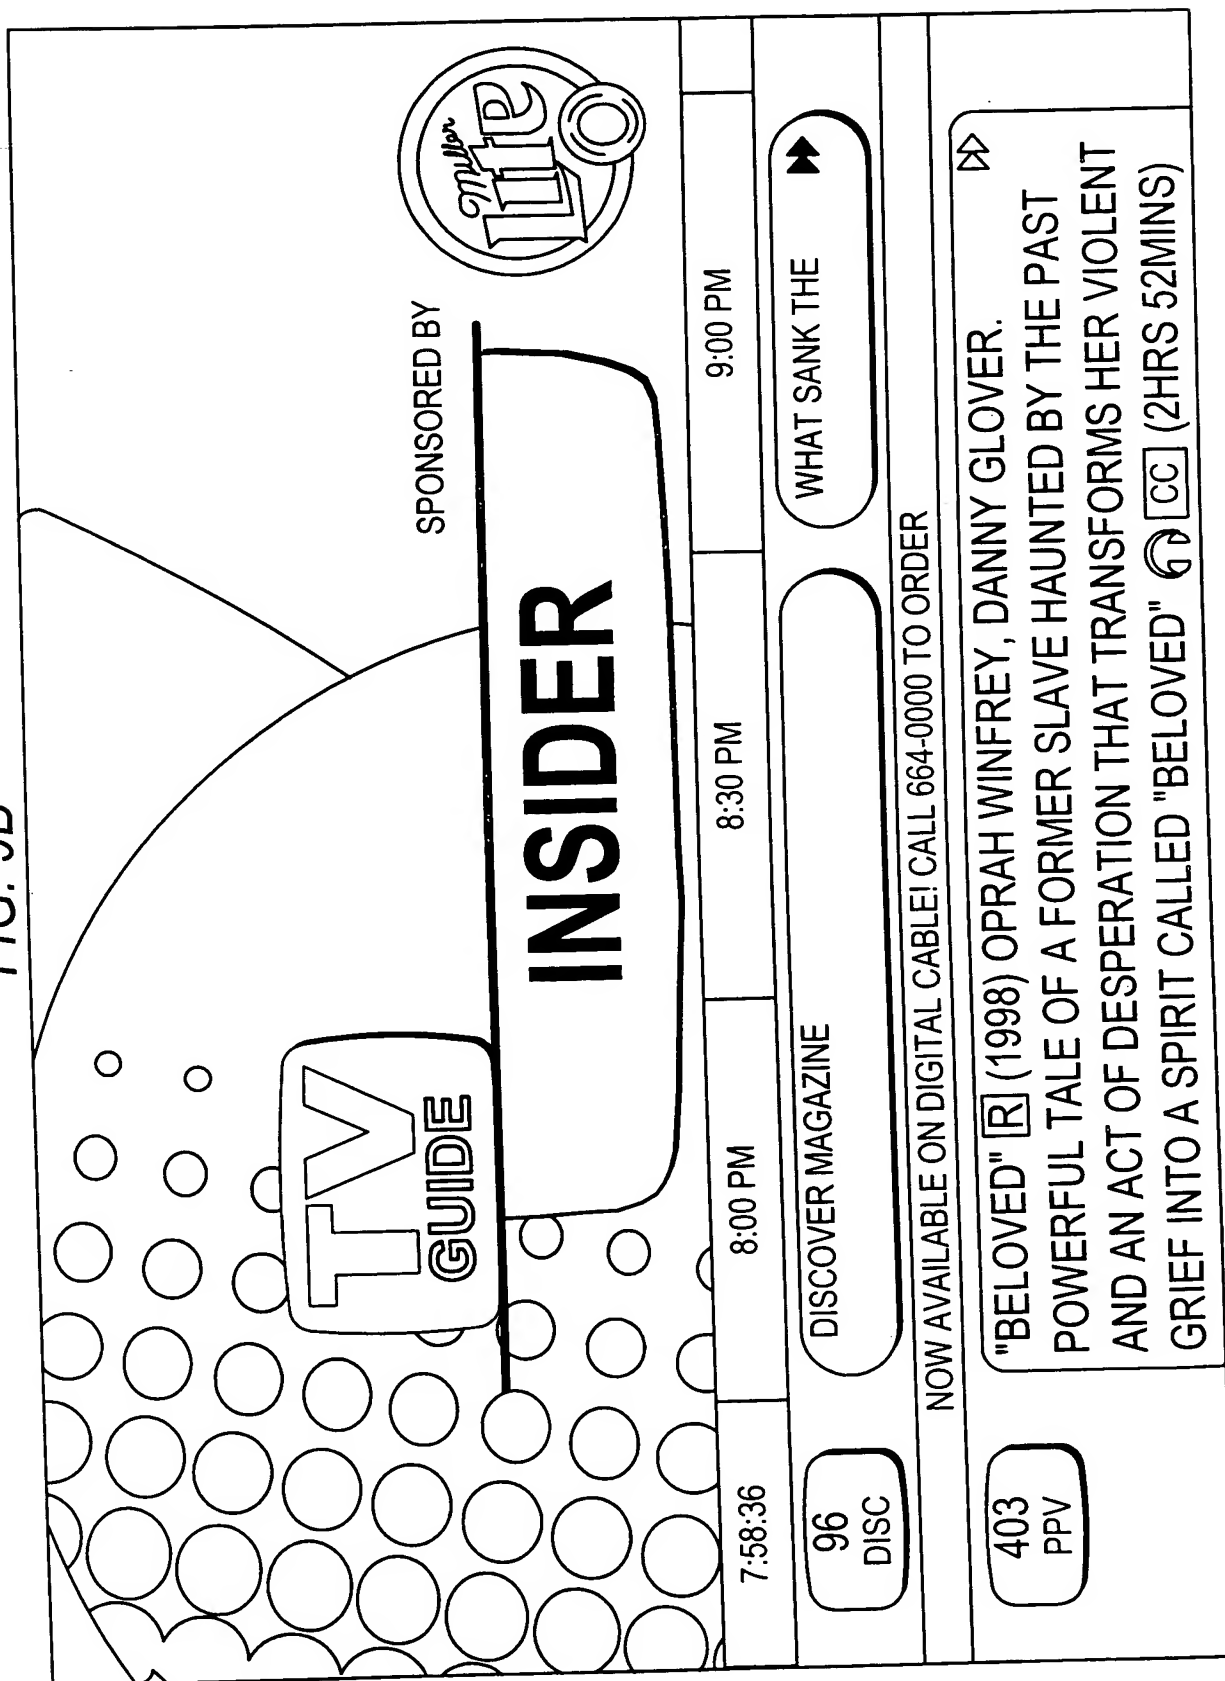 SPONSORED BY
Miller
Lite
TV
GUIDE
INSIDER
7:58:36 8:00 PM 8:30 PM 9:00 PM
96
DISC
DISCOVER MAGAZINE
WHAT SANK THE
NOW AVAILABLE ON DIGITAL CABLE! CALL 664-0000 TO ORDER
403
PPV
"BELOVED" R (1998) OPRAH WINFREY, DANNY GLOVER.
POWERFUL TALE OF A FORMER SLAVE HAUNTED BY THE PAST
AND AN ACT OF DESPERATION THAT TRANSFORMS HER VIOLENT
GRIEF INTO A SPIRIT CALLED "BELOVED" CC (2HRS 52MINS)